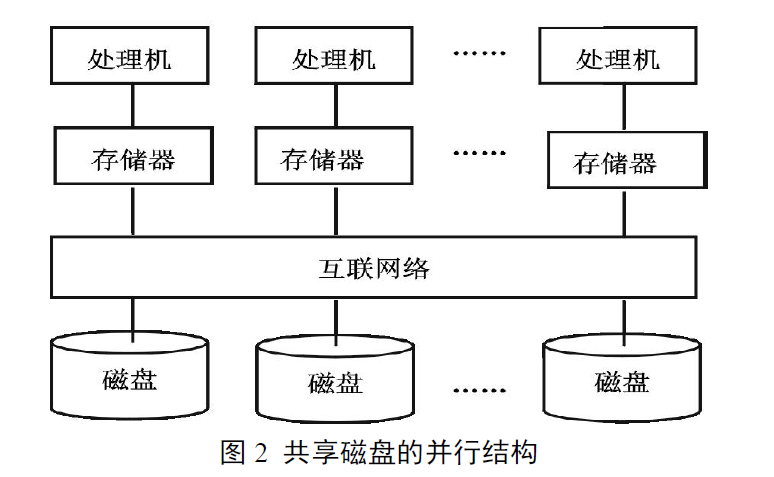 处理机 处理机 …… 处理机
存储器 存储器 …… 存储器
互联网络
磁盘 磁盘 …… 磁盘
图 2 共享磁盘的并行结构